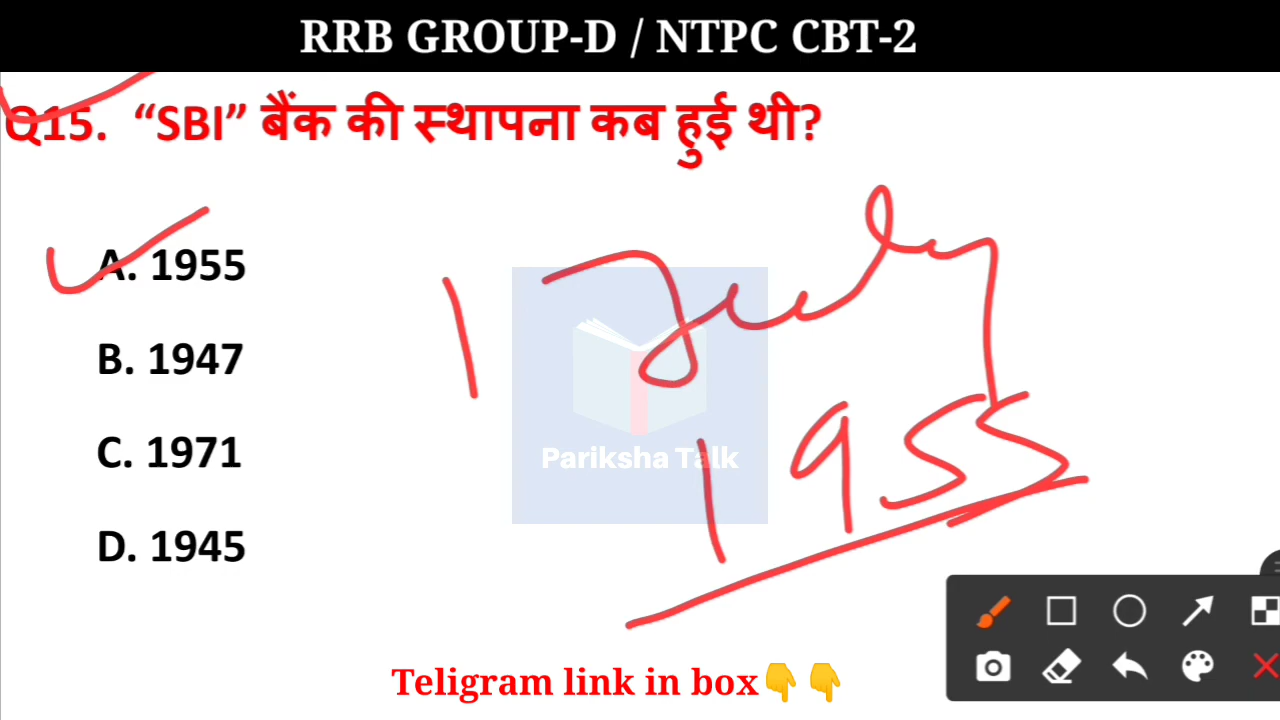 RRB GROUP-D / NTPC CBT-2
Q15. “SBI” बैंक की स्थापना कब हुई थी?
A. 1955
1 July
B. 1947
1955
C. 1971
Pariksha Talk
D. 1945
Teligram link in box👇👇